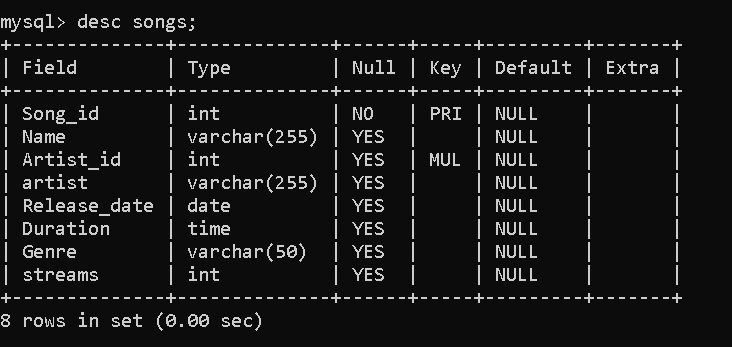 mysql> desc songs;
+--------------+--------------+------+-----+---------+-------+
| Field        | Type         | Null | Key | Default | Extra |
+--------------+--------------+------+-----+---------+-------+
| Song_id      | int          | NO   | PRI | NULL    |       |
| Name         | varchar(255) | YES  |     | NULL    |       |
| Artist_id    | int          | YES  | MUL | NULL    |       |
| artist       | varchar(255) | YES  |     | NULL    |       |
| Release_date | date         | YES  |     | NULL    |       |
| Duration     | time         | YES  |     | NULL    |       |
| Genre        | varchar(50)  | YES  |     | NULL    |       |
| streams      | int          | YES  |     | NULL    |       |
+--------------+--------------+------+-----+---------+-------+
8 rows in set (0.00 sec)